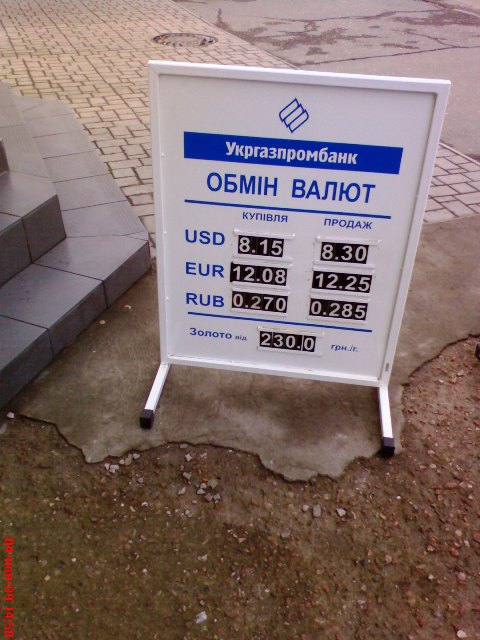 Укргазпромбанк
ОБМІН ВАЛЮТ
КУПІВЛЯ ПРОДАЖ
USD 8.15 8.30
EUR 12.08 12.25
RUB 0.270 0.285
Золото від 230.0 грн./г.